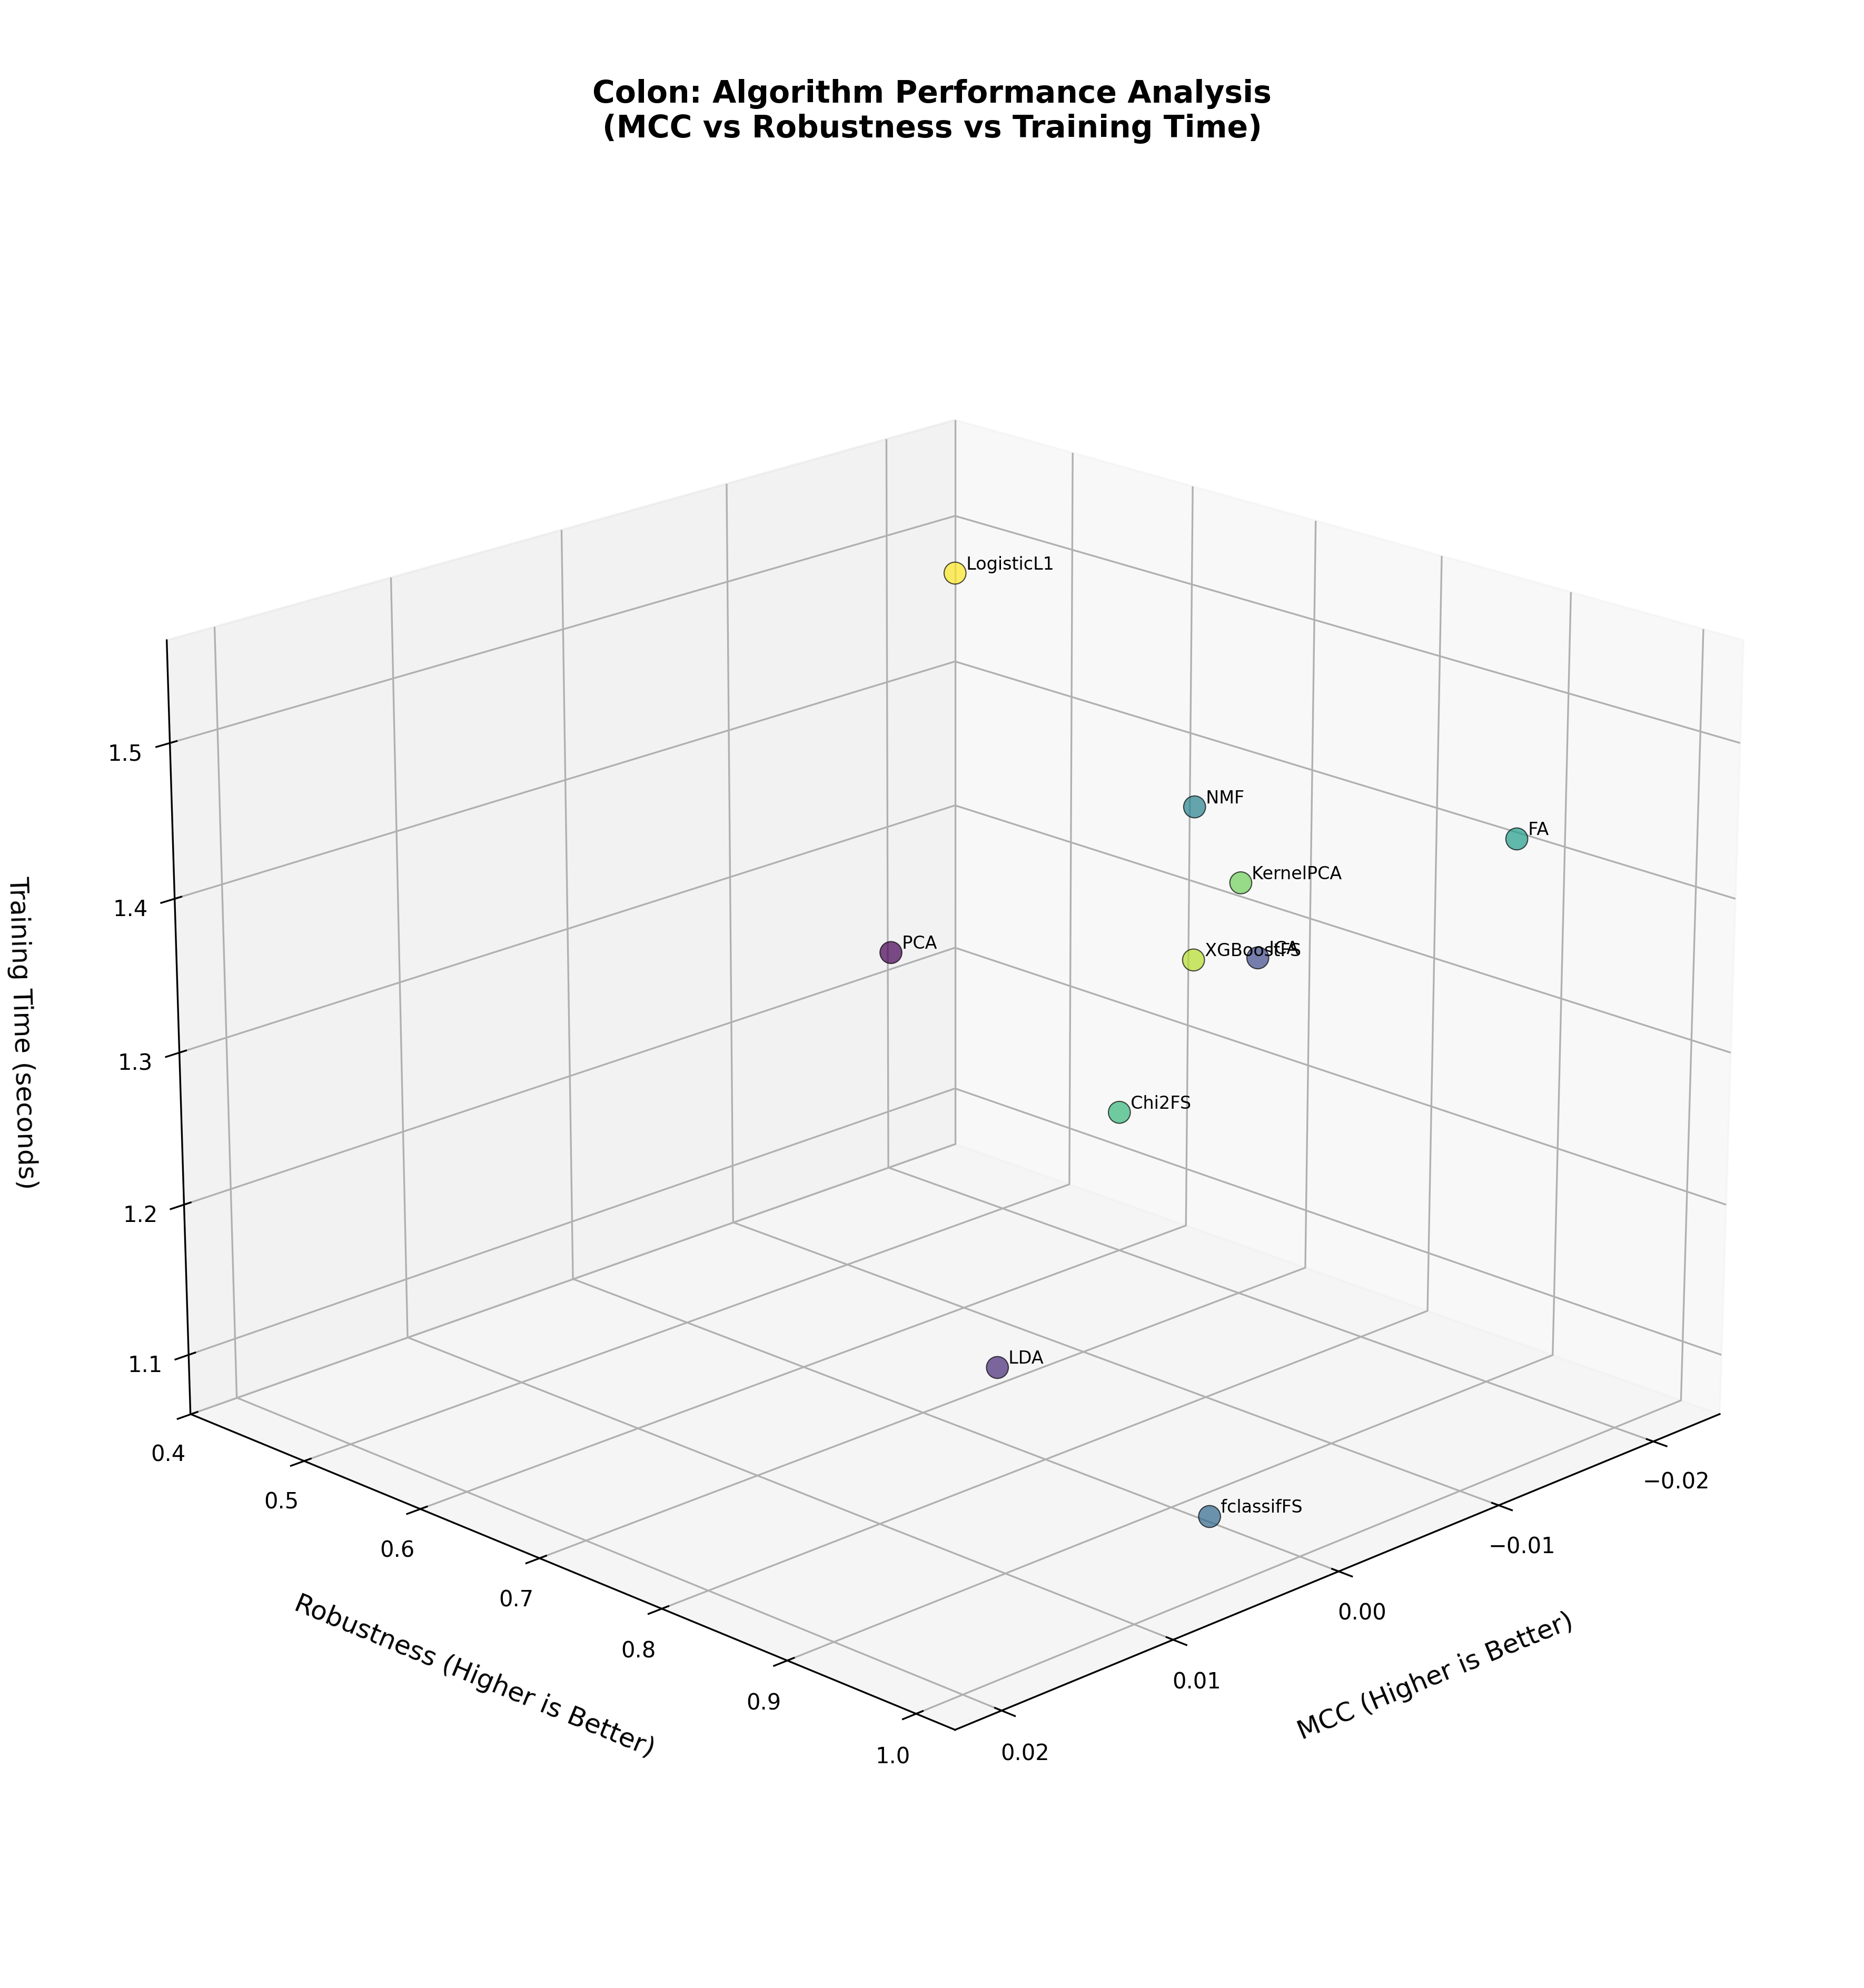 Colon: Algorithm Performance Analysis
(MCC vs Robustness vs Training Time)
LogisticL1
NMF
FA
KernelPCA
PCA
XGBoostFS
ICA
Chi2FS
LDA
fclassifFS
Training Time (seconds)
1.5
1.4
1.3
1.2
1.1
Robustness (Higher is Better)
0.4
0.5
0.6
0.7
0.8
0.9
1.0
MCC (Higher is Better)
−0.02
−0.01
0.00
0.01
0.02